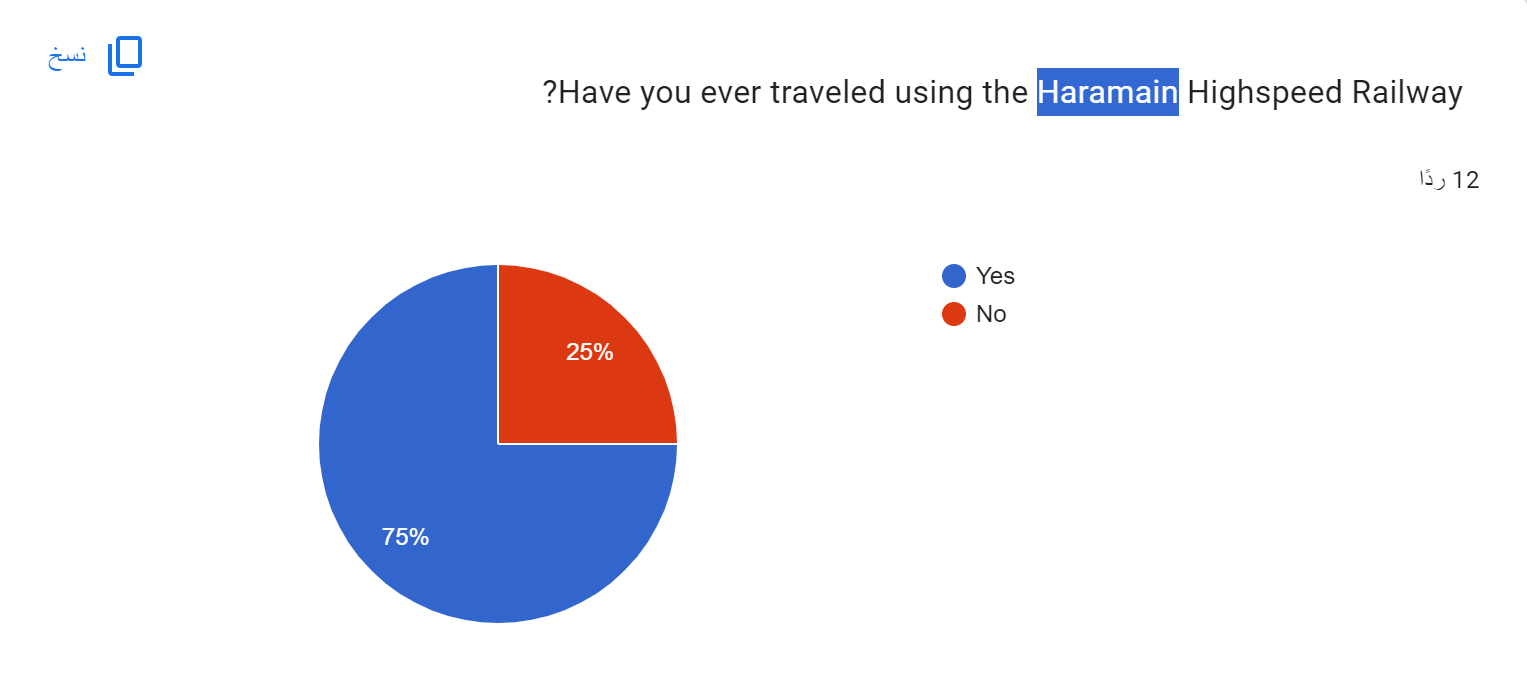 نسخ
?Have you ever traveled using the Haramain Highspeed Railway
12 ردًا
Yes
No
25%
75%